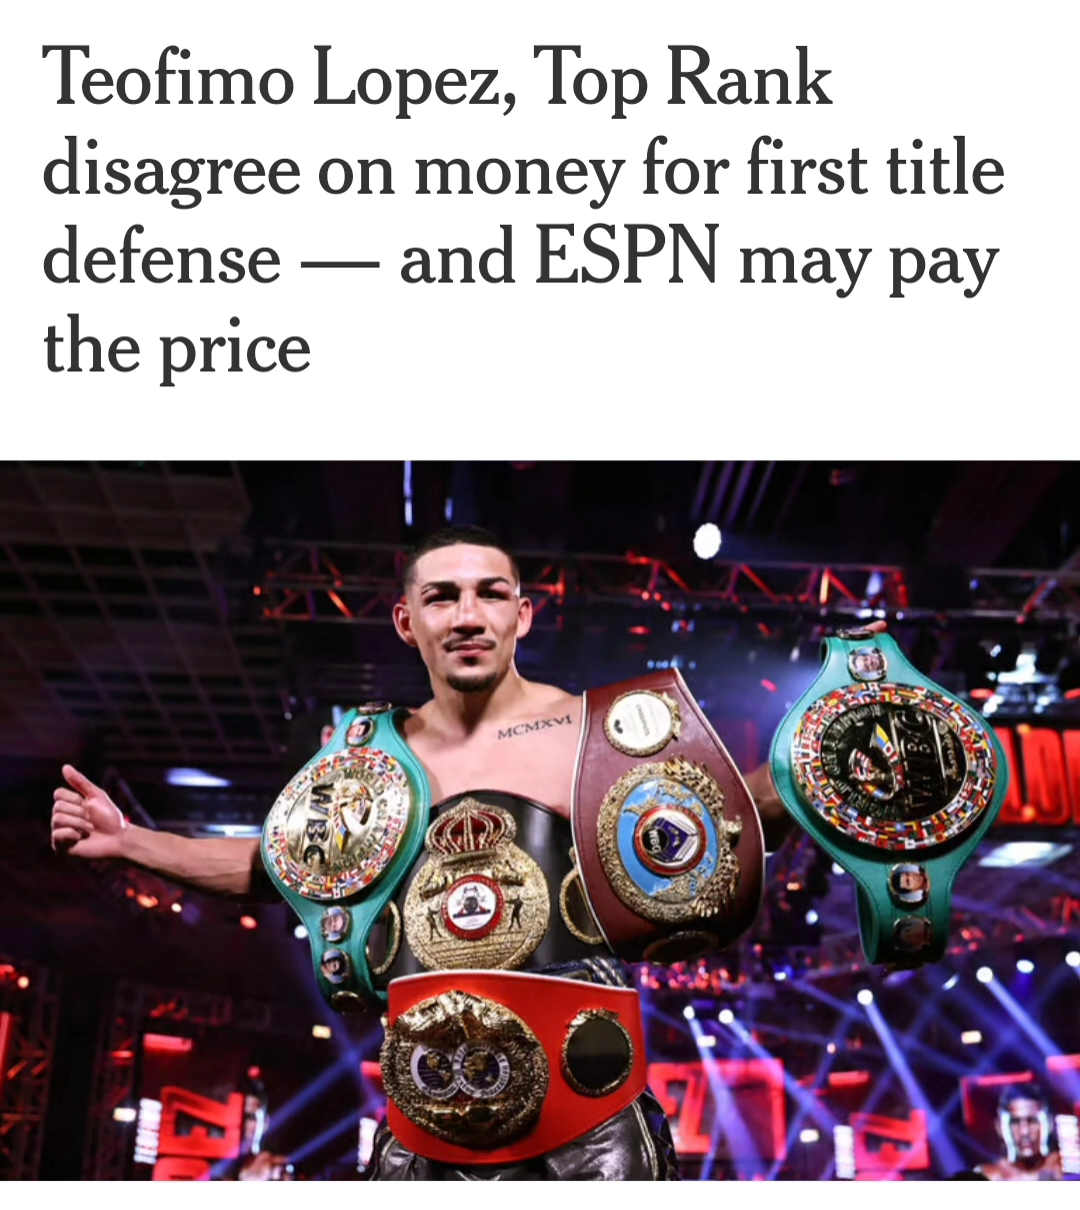 Teofimo Lopez, Top Rank
disagree on money for first title
defense — and ESPN may pay
the price
MCMXVI
WBC
WBC